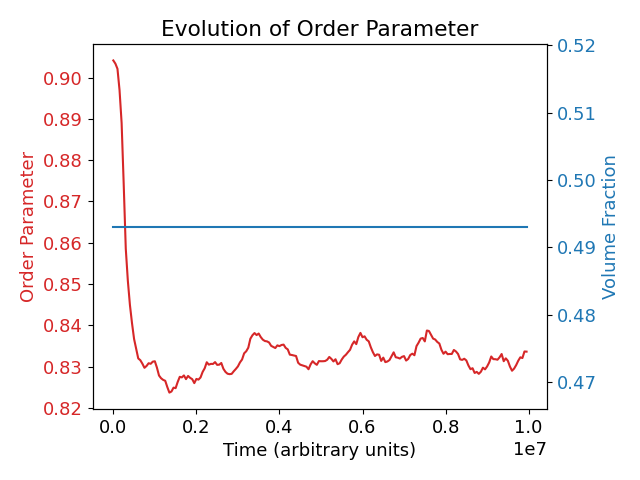 Evolution of Order Parameter
Order Parameter
0.90
0.89
0.88
0.87
0.86
0.85
0.84
0.83
0.82
0.52
0.51
0.50
0.49
0.48
0.47
Volume Fraction
0.0 0.2 0.4 0.6 0.8 1.0
1e7
Time (arbitrary units)